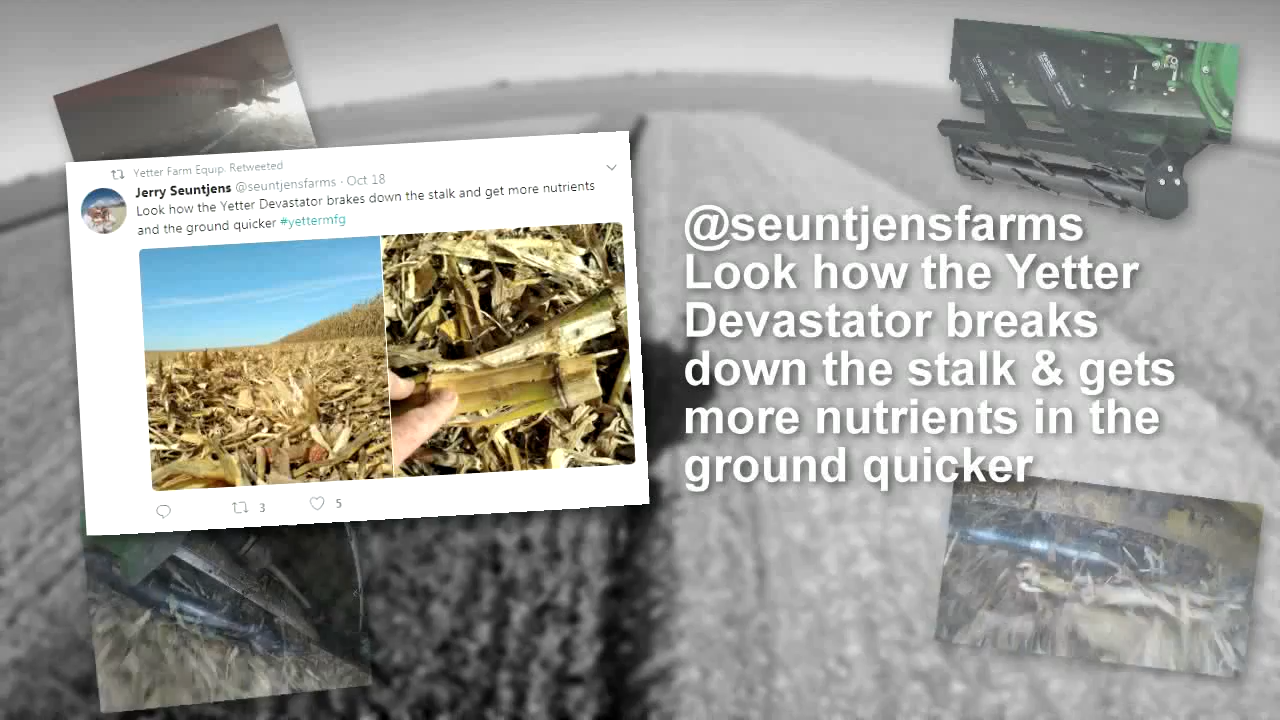 Yetter Farm Equip. Retweeted
Jerry Seuntjens @seuntjensfarms · Oct 18
Look how the Yetter Devastator brakes down the stalk and get more nutrients
and the ground quicker #yettermfg
3 5
@seuntjensfarms
Look how the Yetter
Devastator breaks
down the stalk & gets
more nutrients in the
ground quicker